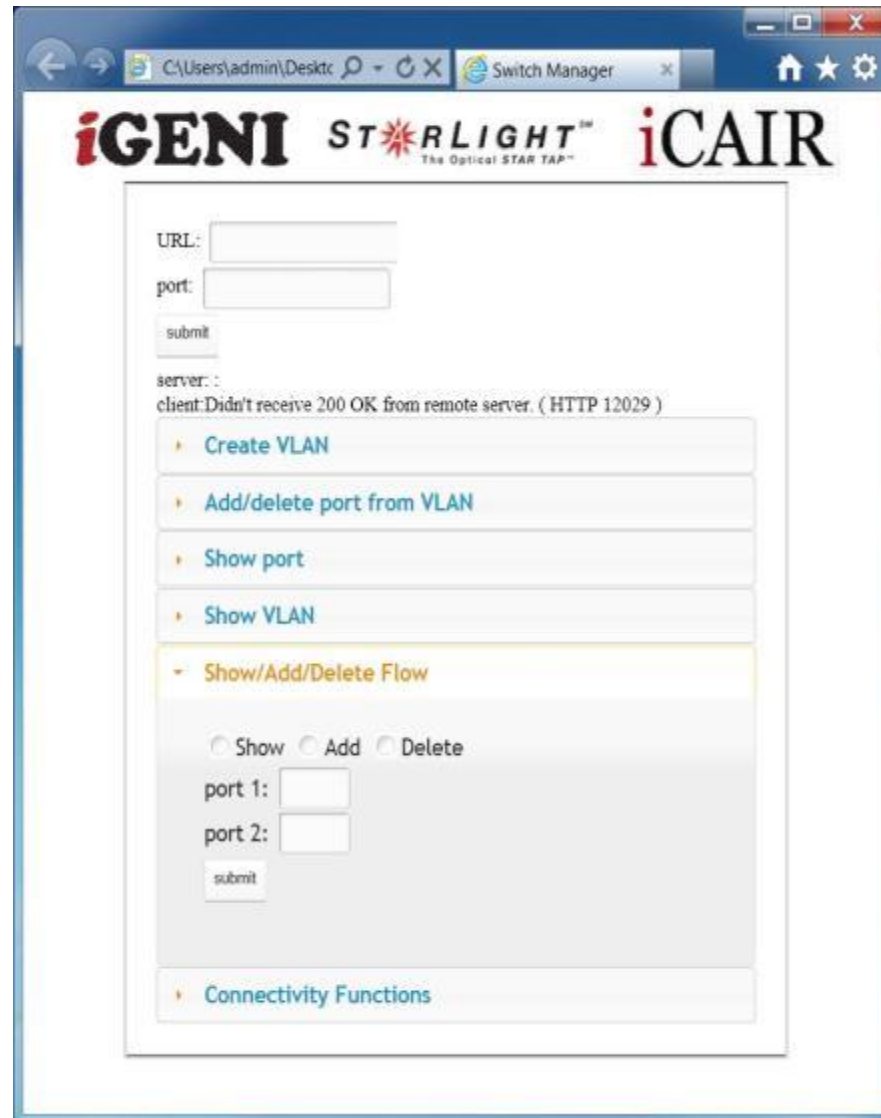 C:\Users\admin\Deskto
Switch Manager
iGENI STARLIGHT℠ iCAIR
The Optical STAR TAP™
URL:
port:
submit
server: :
client:Didn't receive 200 OK from remote server. ( HTTP 12029 )
Create VLAN
Add/delete port from VLAN
Show port
Show VLAN
Show/Add/Delete Flow
Show Add Delete
port 1:
port 2:
submit
Connectivity Functions